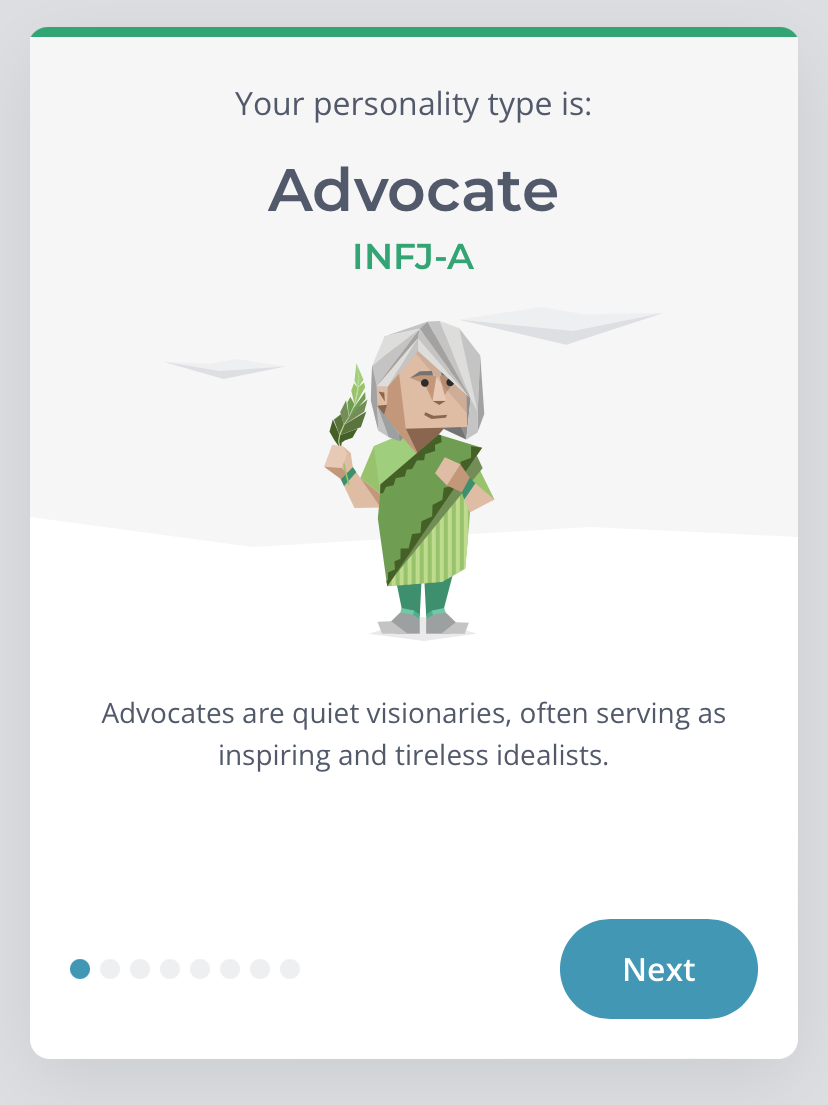 Your personality type is:
Advocate
INFJ-A
Advocates are quiet visionaries, often serving as
inspiring and tireless idealists.
Next